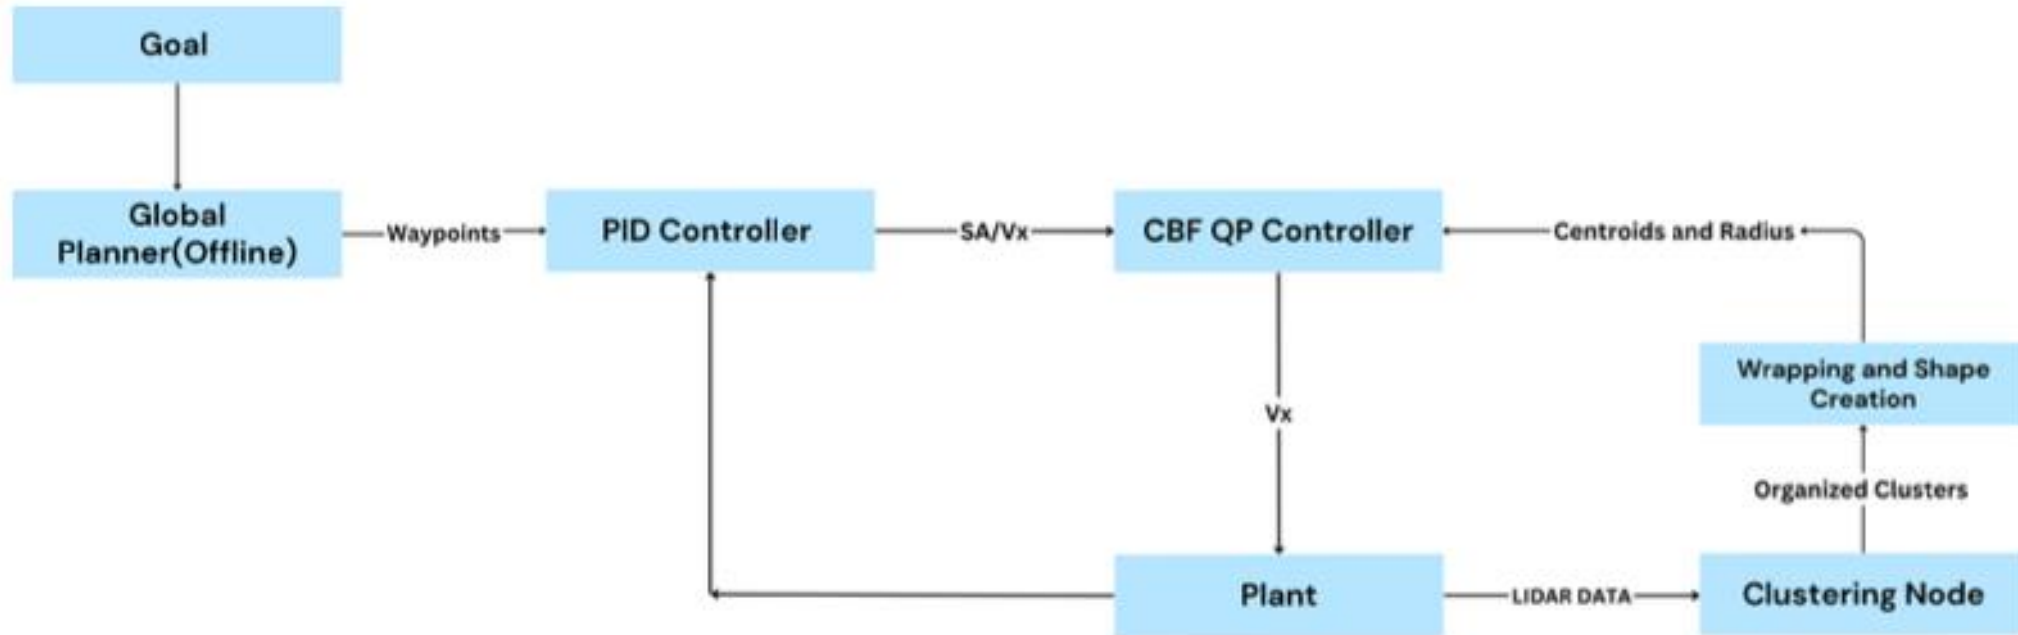 Goal
Global
Planner(Offline)
Waypoints
PID Controller
SA/Vx
CBF QP Controller
Centroids and Radius
Wrapping and Shape
Creation
Vx
Organized Clusters
Plant
LIDAR DATA
Clustering Node